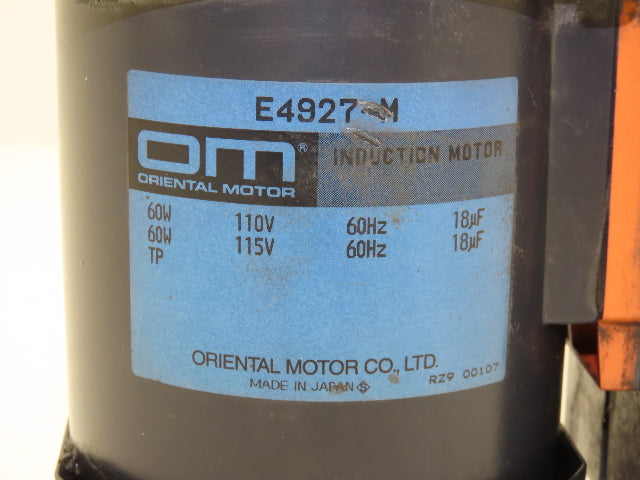 E4927-M
OM® INDUCTION MOTOR
ORIENTAL MOTOR
60W 110V 60Hz 18µF
60W 115V 60Hz 18µF
TP
ORIENTAL MOTOR CO., LTD.
MADE IN JAPAN S RZ9 00107